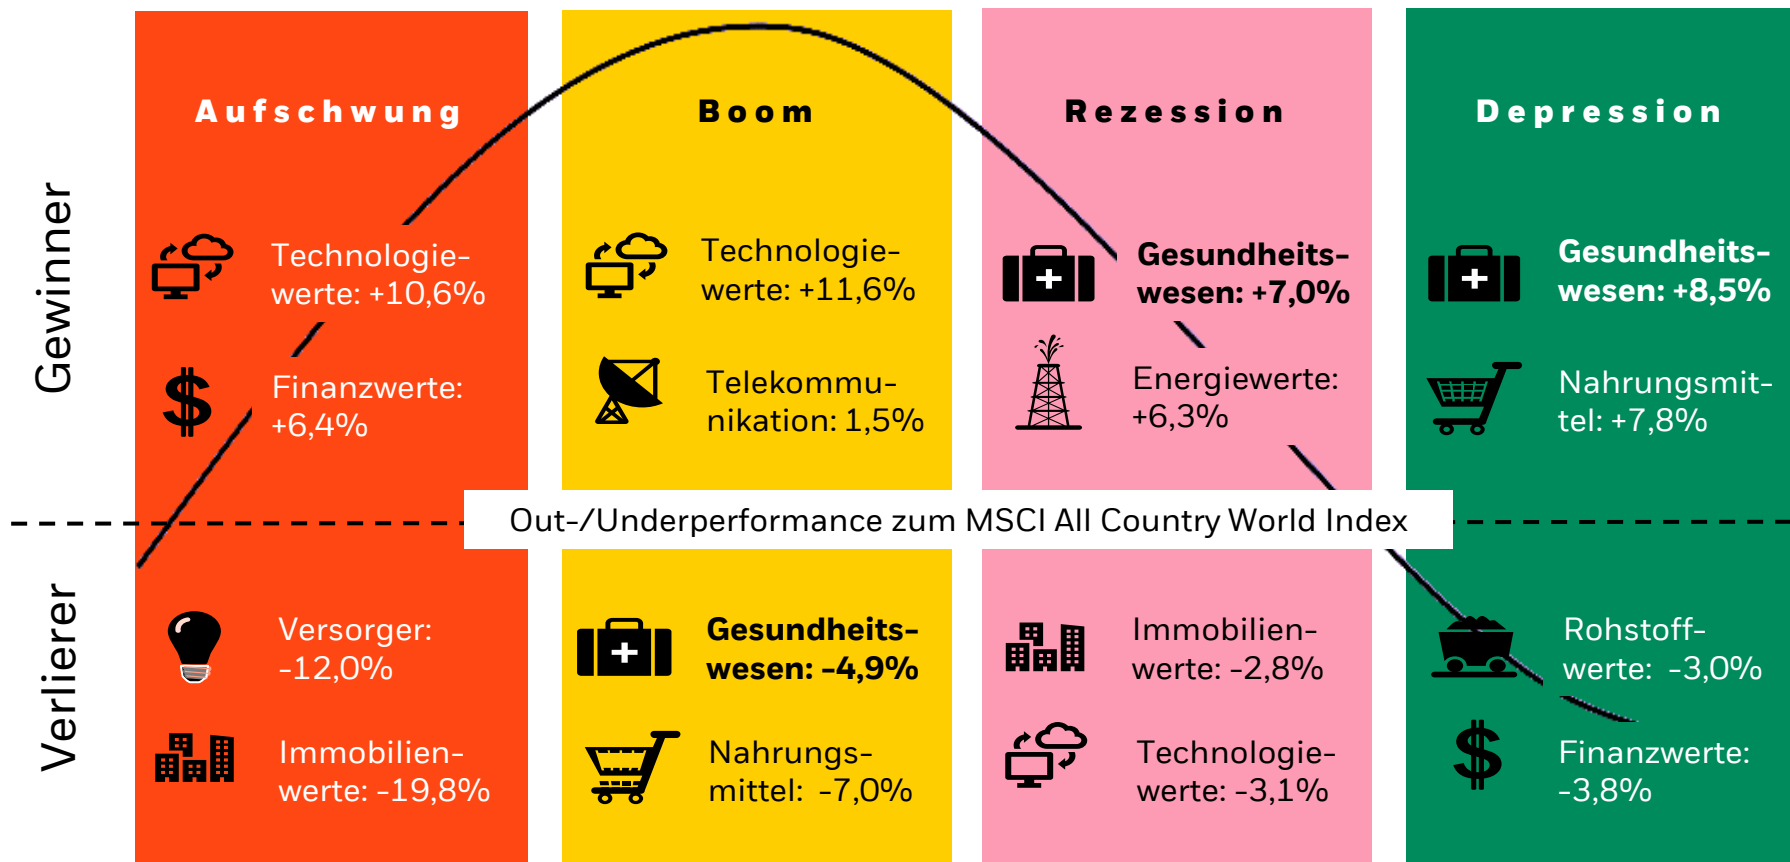 Aufschwung
Boom
Rezession
Depression
Gewinner
Technologie-
werte: +10,6%
Finanzwerte:
+6,4%
Technologie-
werte: +11,6%
Telekommu-
nikation: 1,5%
Gesundheits-
wesen: +7,0%
Energiewerte:
+6,3%
Gesundheits-
wesen: +8,5%
Nahrungsmit-
tel: +7,8%
Out-/Underperformance zum MSCI All Country World Index
Verlierer
Versorger:
-12,0%
Immobilien-
werte: -19,8%
Gesundheits-
wesen: -4,9%
Nahrungs-
mittel: -7,0%
Immobilien-
werte: -2,8%
Technologie-
werte: -3,1%
Rohstoff-
werte: -3,0%
Finanzwerte:
-3,8%